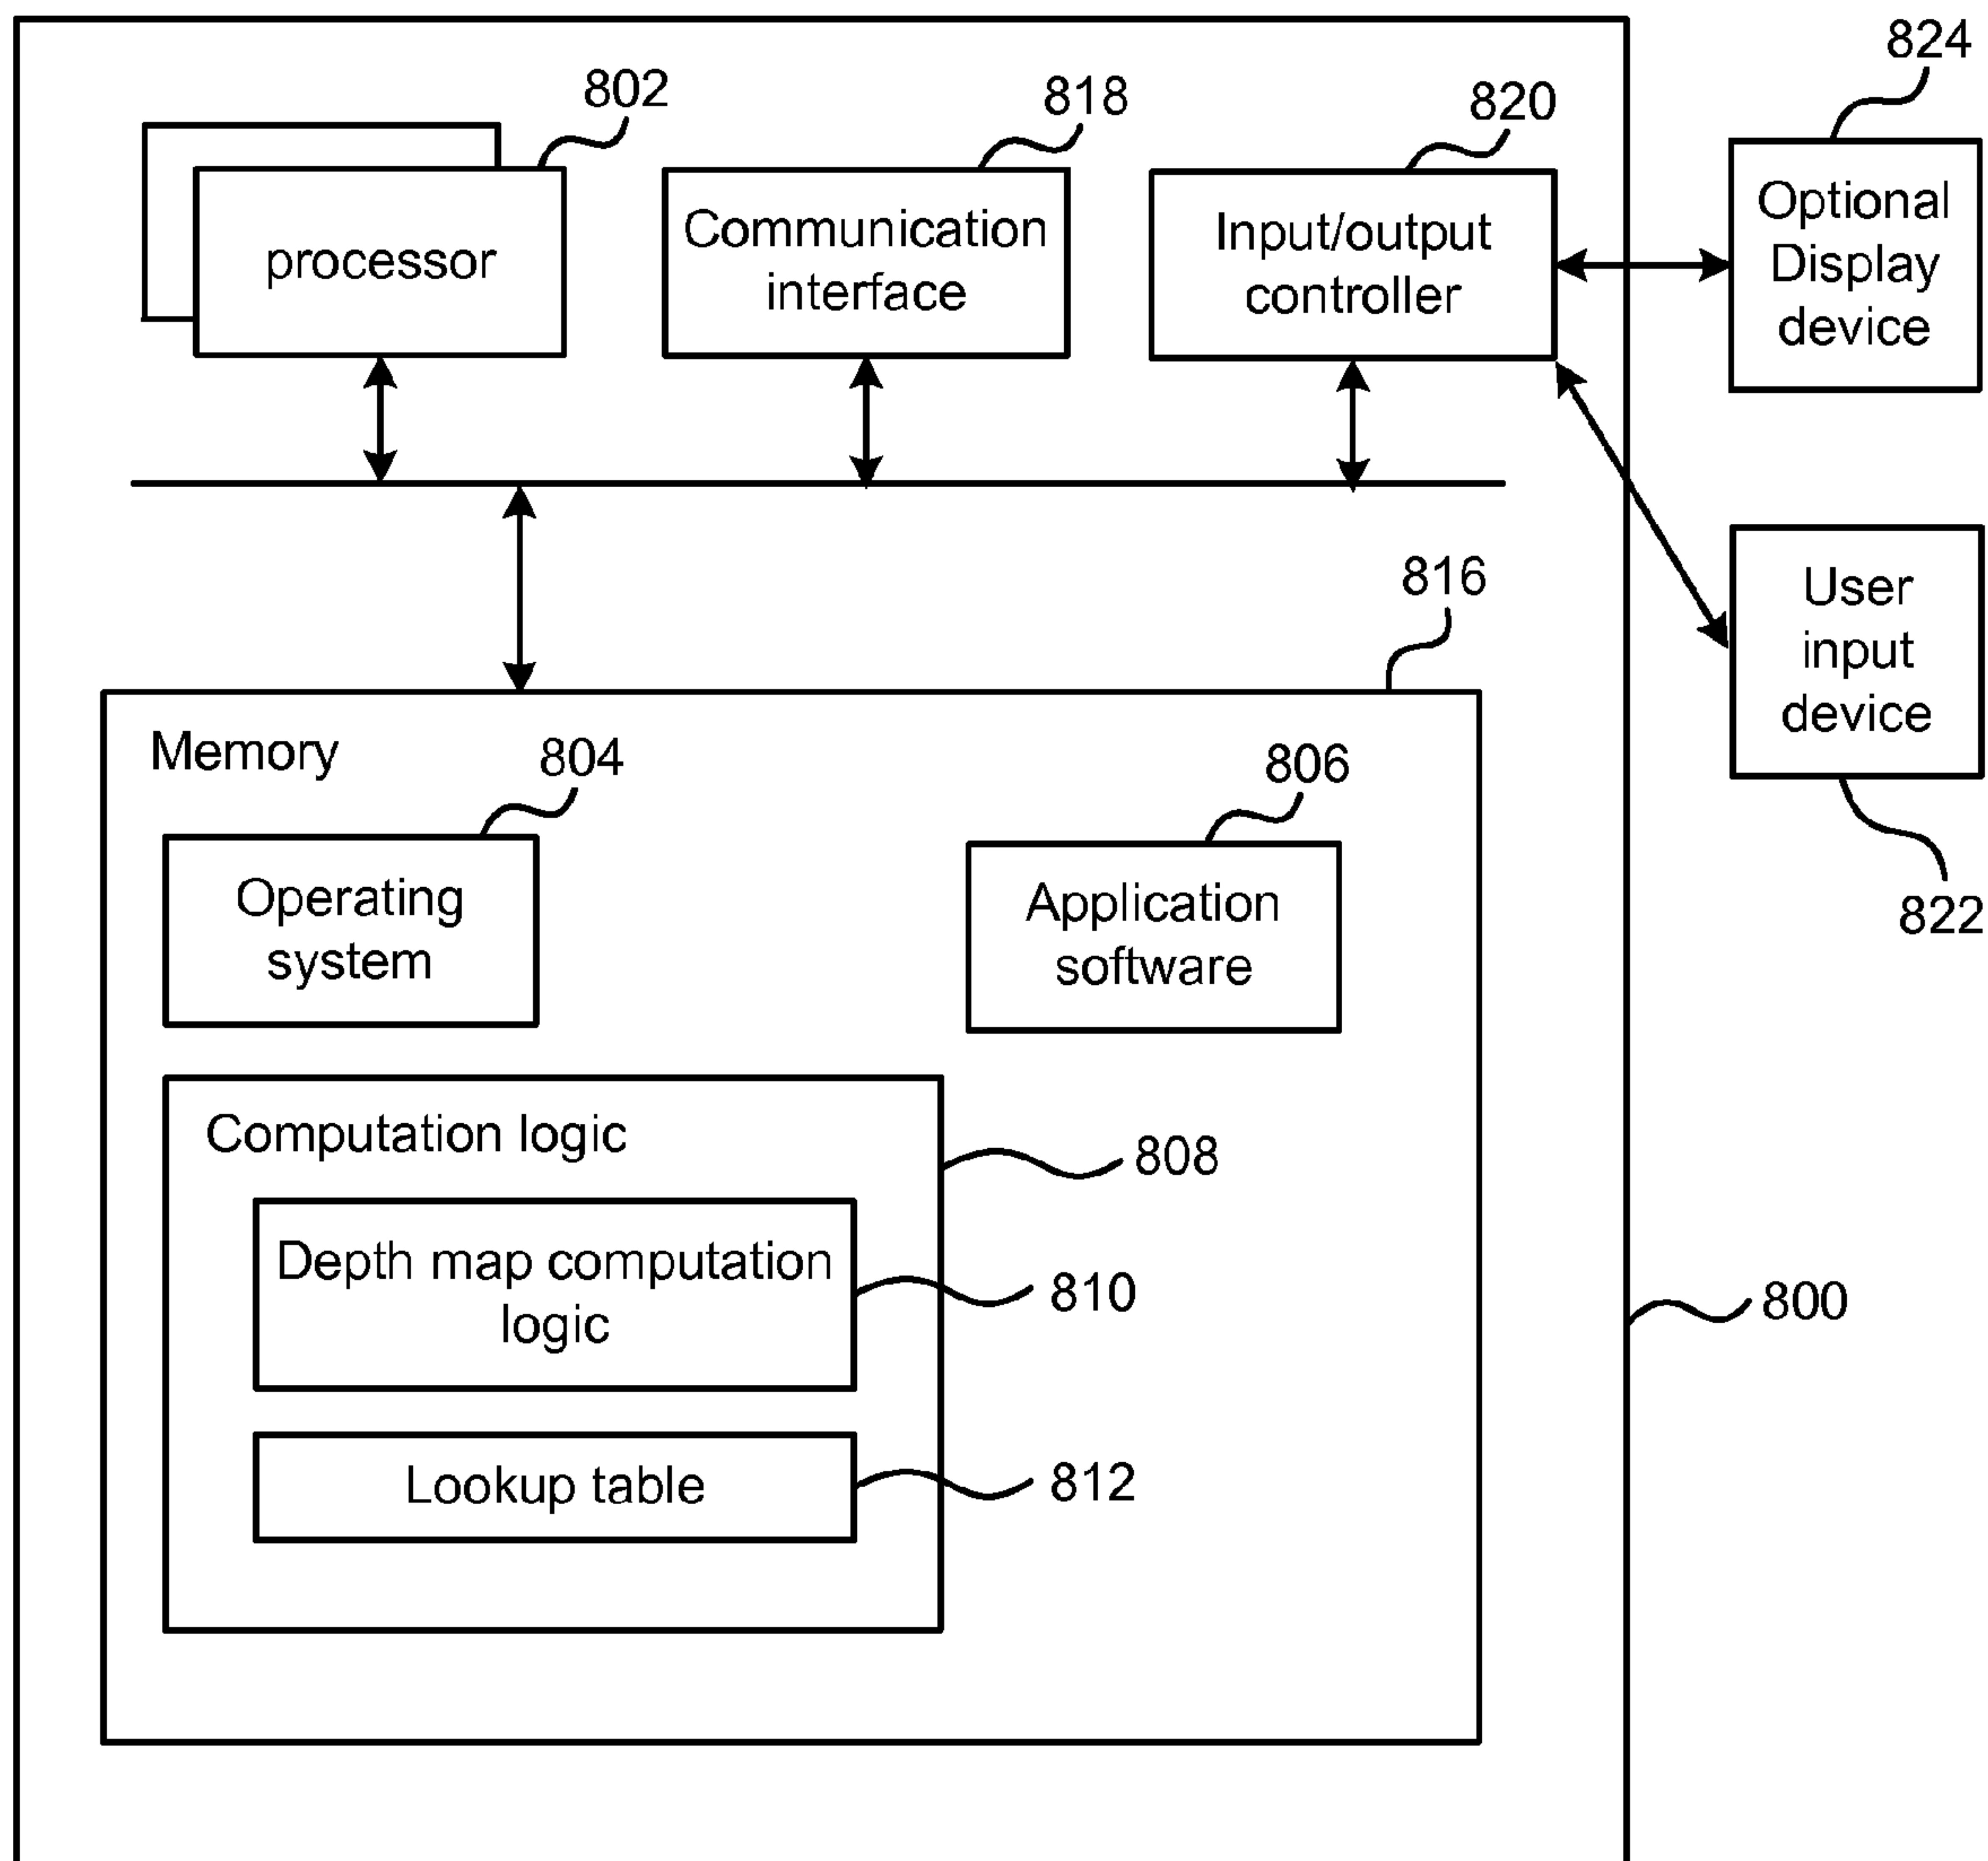 824
802
818
820
Optional
Display
device
processor
Communication
interface
Input/output
controller
816
User
input
device
Memory
804
806
822
Operating
system
Application
software
Computation logic
808
Depth map computation
logic
810
800
Lookup table
812